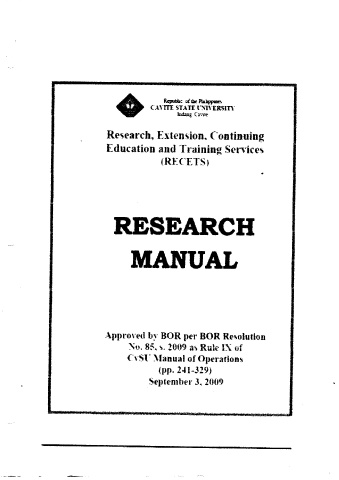 Republic of the Philippines
CAVITE STATE UNIVERSITY
Indang Cavite
Research, Extension, Continuing
Education and Training Services
(RECETS)
RESEARCH
MANUAL
Approved by BOR per BOR Resolution
No. 85, s. 2009 as Rule IX of
CvSU Manual of Operations
(pp. 241-329)
September 3, 2009